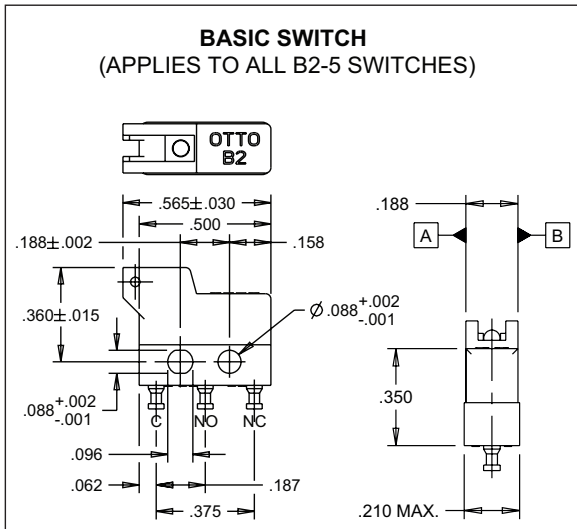 BASIC SWITCH
(APPLIES TO ALL B2-5 SWITCHES)
OTTO
B2
.565±.030
.500
.188
.188±.002
.158
A
B
.360±.015
Ø .088+.002
-.001
.350
.088+.002
-.001
C
NO
NC
.096
.062
.187
.375
.210 MAX.